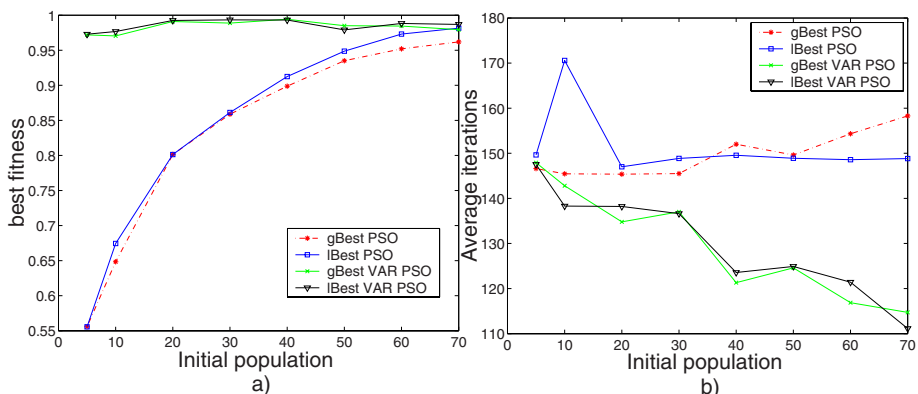 1
0.95
0.9
0.85
0.8
0.75
0.7
0.65
0.6
0.55
best fitness
gBest PSO
lBest PSO
gBest VAR PSO
lBest VAR PSO
0 10 20 30 40 50 60 70
Initial population
a)
180
170
160
150
140
130
120
110
Average iterations
gBest PSO
lBest PSO
gBest VAR PSO
lBest VAR PSO
0 10 20 30 40 50 60 70
Initial population
b)